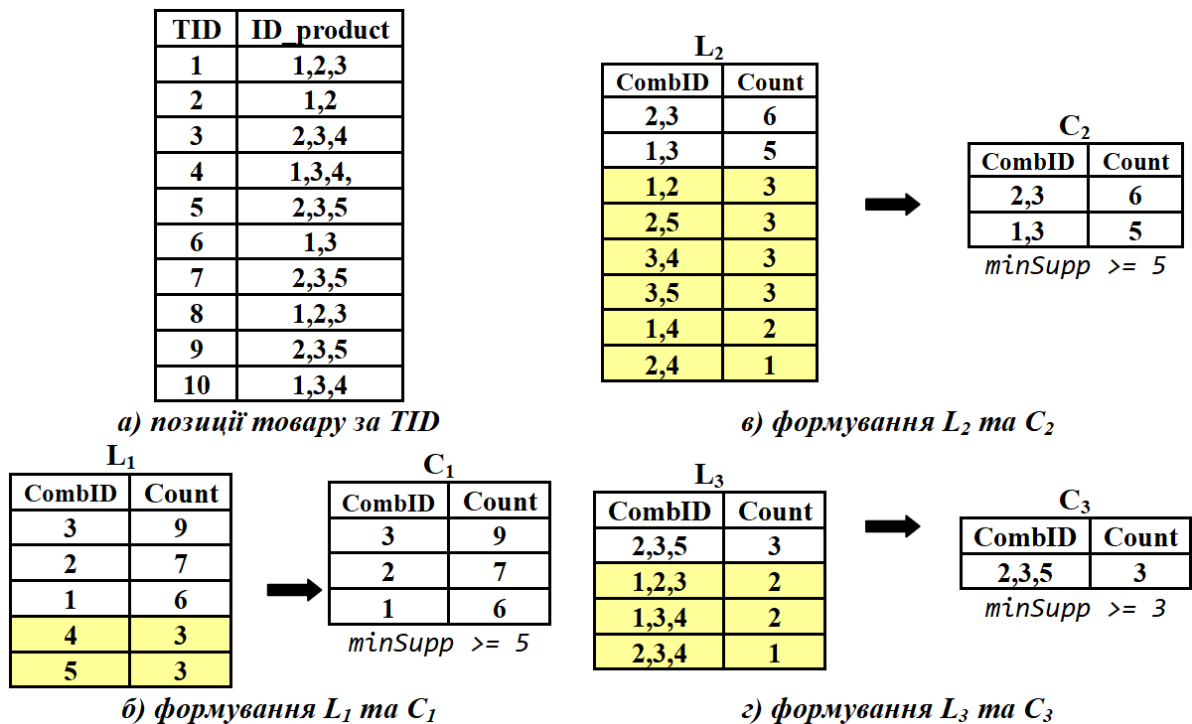 TID ID_product
1 1,2,3
2 1,2
3 2,3,4
4 1,3,4,
5 2,3,5
6 1,3
7 2,3,5
8 1,2,3
9 2,3,5
10 1,3,4
а) позиції товару за TID
L₂
CombID Count
2,3 6
1,3 5
1,2 3
2,5 3
3,4 3
3,5 3
1,4 2
2,4 1
C₂
CombID Count
2,3 6
1,3 5
minSupp >= 5
в) формування L₂ та C₂
L₁
CombID Count
3 9
2 7
1 6
4 3
5 3
C₁
CombID Count
3 9
2 7
1 6
minSupp >= 5
б) формування L₁ та C₁
L₃
CombID Count
2,3,5 3
1,2,3 2
1,3,4 2
2,3,4 1
C₃
CombID Count
2,3,5 3
minSupp >= 3
г) формування L₃ та C₃